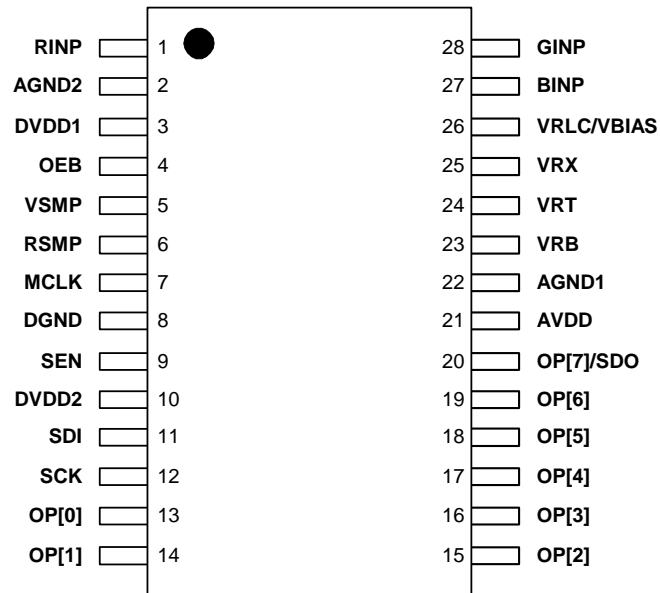 RINP 1 28 GINP
AGND2 2 27 BINP
DVDD1 3 26 VRLC/VBIAS
OEB 4 25 VRX
VSMP 5 24 VRT
RSMP 6 23 VRB
MCLK 7 22 AGND1
DGND 8 21 AVDD
SEN 9 20 OP[7]/SDO
DVDD2 10 19 OP[6]
SDI 11 18 OP[5]
SCK 12 17 OP[4]
OP[0] 13 16 OP[3]
OP[1] 14 15 OP[2]